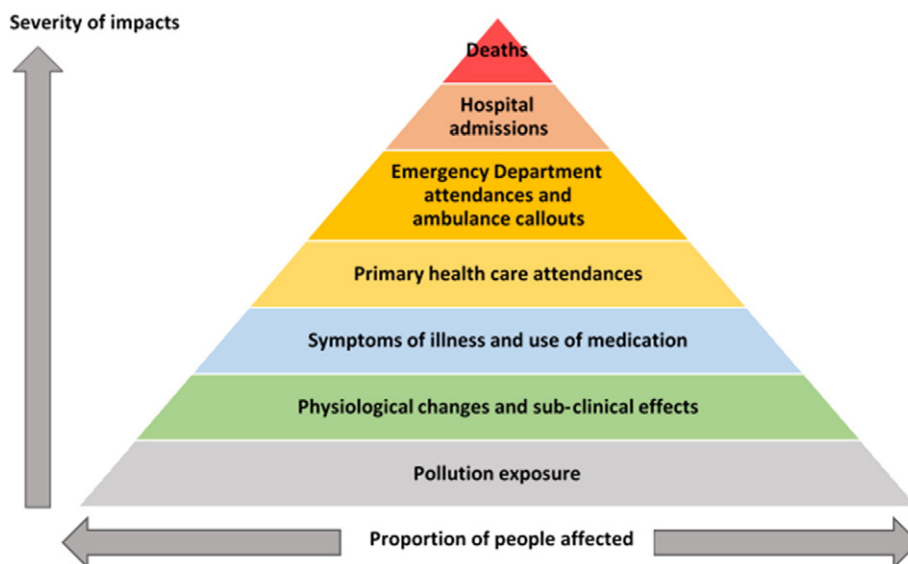 Severity of impacts
Deaths
Hospital
admissions
Emergency Department
attendances and
ambulance callouts
Primary health care attendances
Symptoms of illness and use of medication
Physiological changes and sub-clinical effects
Pollution exposure
Proportion of people affected